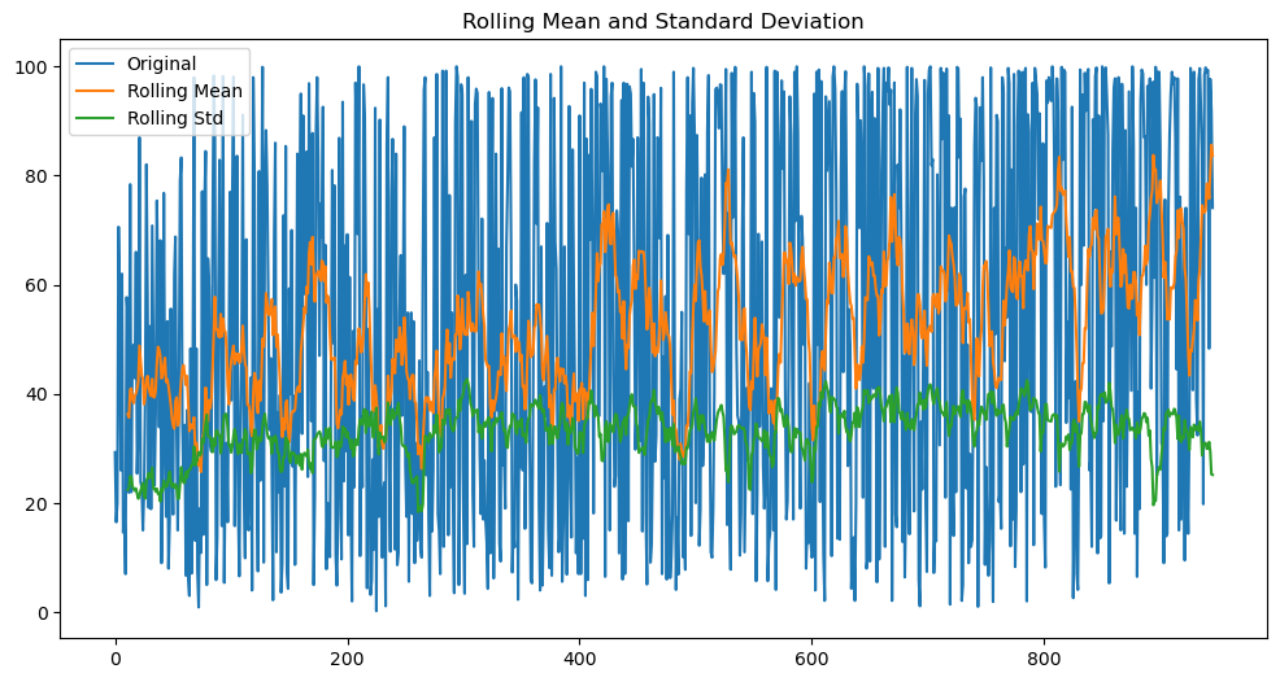 Rolling Mean and Standard Deviation
Original
Rolling Mean
Rolling Std
100
80
60
40
20
0
0 200 400 600 800